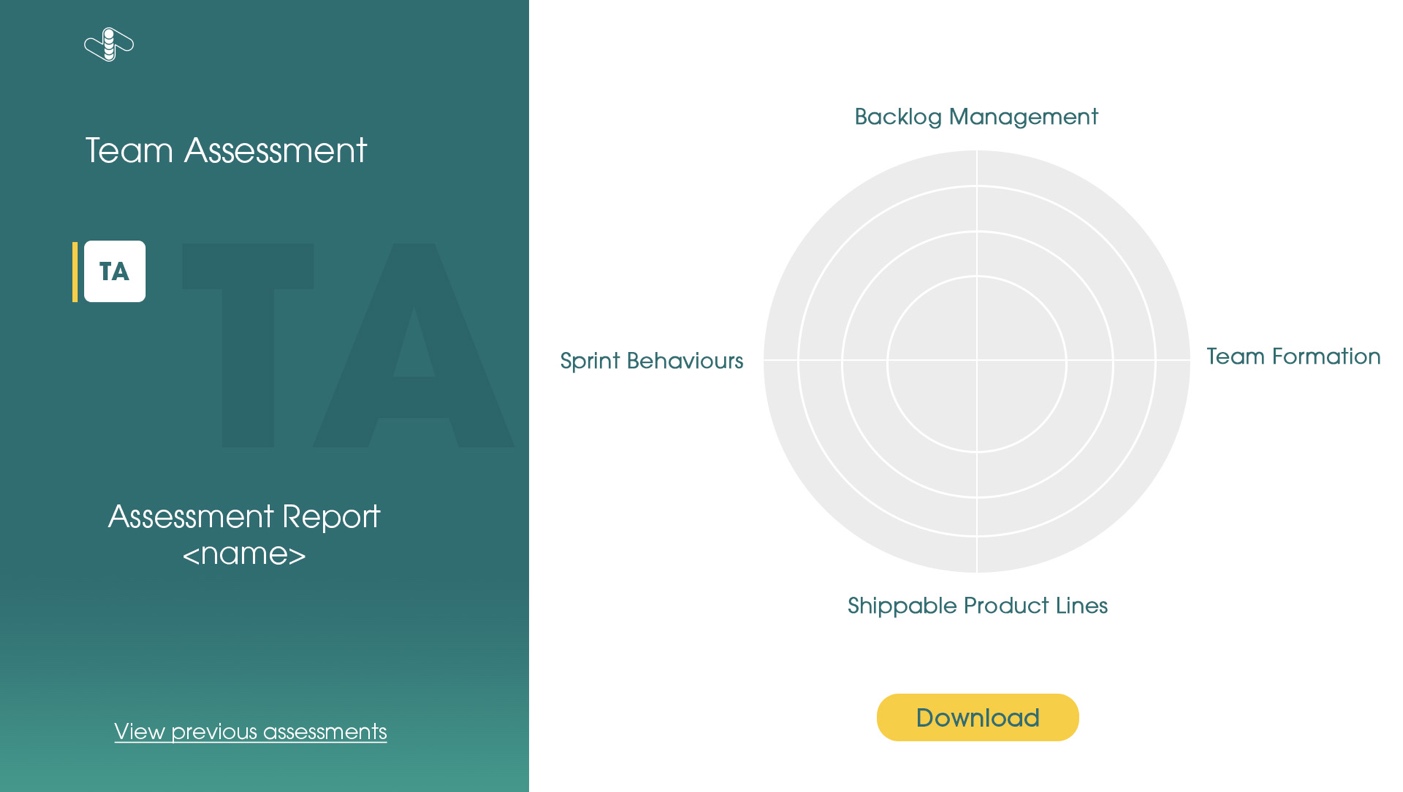 Team Assessment
TA
TA
Assessment Report
<name>
View previous assessments
Backlog Management
Sprint Behaviours
Team Formation
Shippable Product Lines
Download